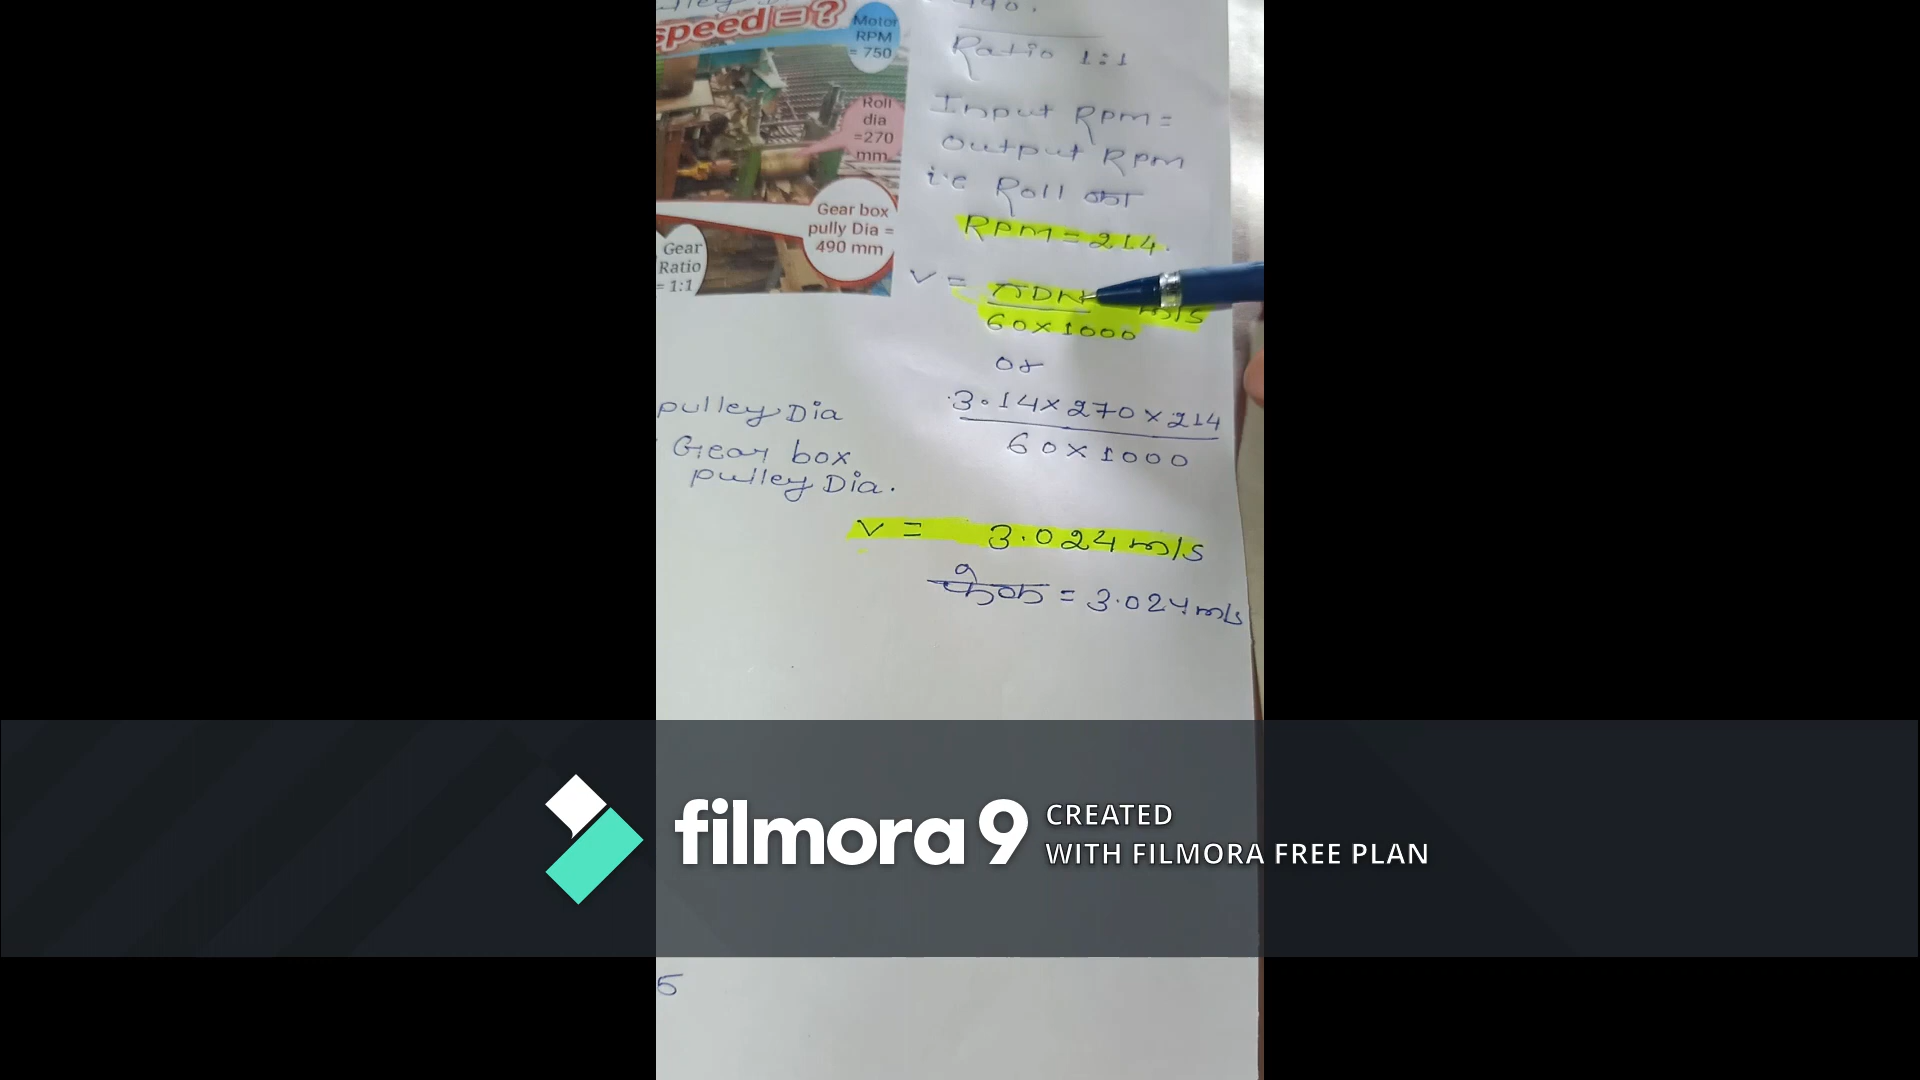 speed = ?
Motor
RPM
= 750
Roll
dia
=270
mm
Gear box
pully Dia =
490 mm
Gear
Ratio
= 1:1
Ratio 1:1
Input Rpm =
Output Rpm
i.e Roll का
Rpm = 214.
V = πDN m/s
60 × 1000
or
3.14 × 270 × 214
60 × 1000
pulley Dia
Gear box
pulley Dia.
V = 3.024 m/s
= 3.024 m/s
filmora9
CREATED
WITH FILMORA FREE PLAN
5